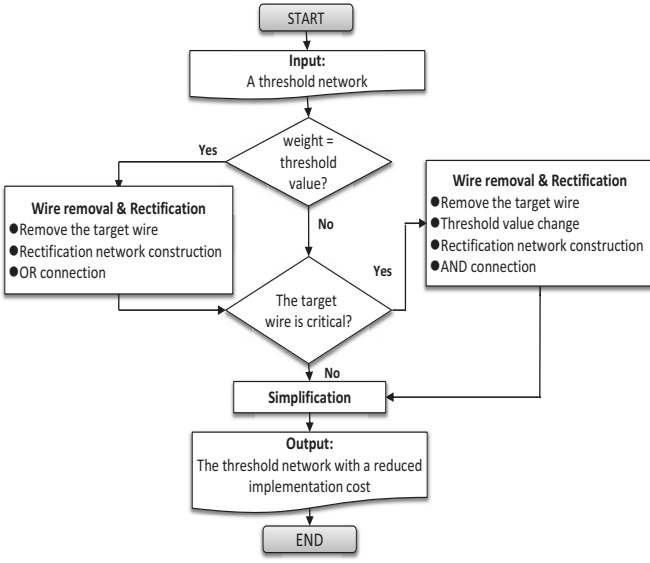 START
Input:
A threshold network
weight =
threshold
value?
Yes
No
Wire removal & Rectification
●Remove the target wire
●Rectification network construction
●OR connection
The target
wire is critical?
Yes
No
Wire removal & Rectification
●Remove the target wire
●Threshold value change
●Rectification network construction
●AND connection
Simplification
Output:
The threshold network with a reduced
implementation cost
END